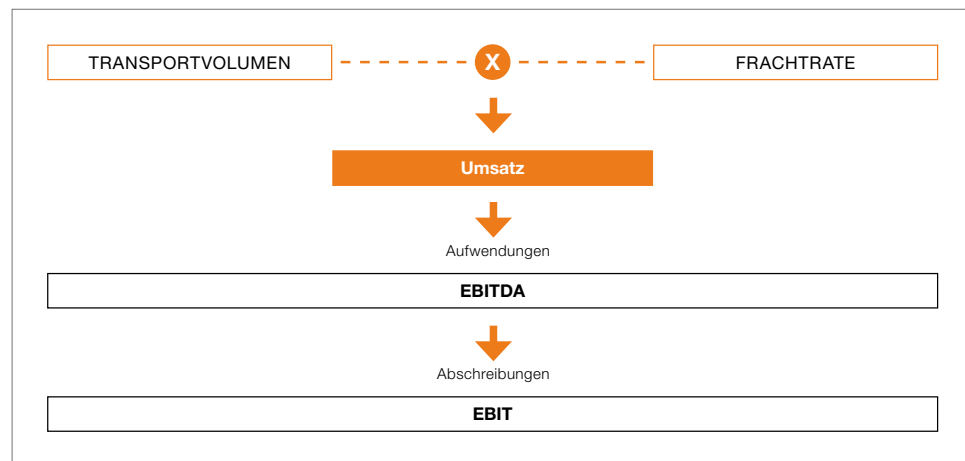 TRANSPORTVOLUMEN X FRACHTRATE
Umsatz
Aufwendungen
EBITDA
Abschreibungen
EBIT